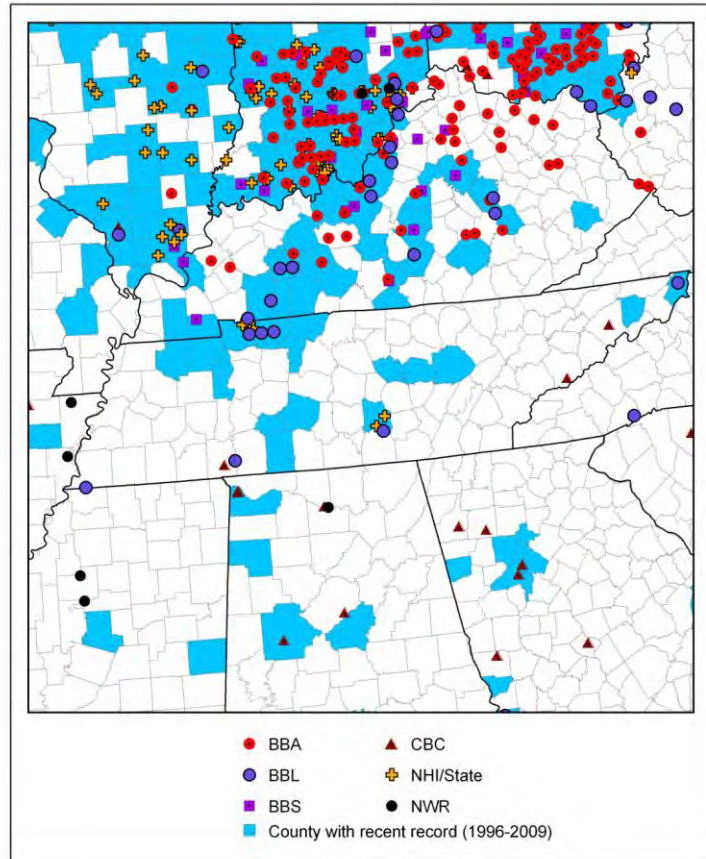 BBA
CBC
BBL
NHI/State
BBS
NWR
County with recent record (1996-2009)